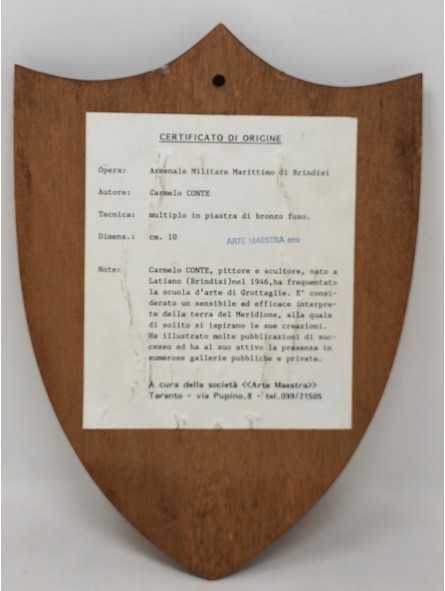 CERTIFICATO DI ORIGINE
Opera: Arsenale Militare Marittimo di Brindisi
Autore: Carmelo CONTE
Tecnica: multiplo in piastra di bronzo fuso.
Dimens.: cm. 10
ARTE MAESTRA
Note: Carmelo CONTE, pittore e scultore, nato a
Latiano (Brindisi)nel 1946,ha frequentato
la scuola d'arte di Grottaglie. E' consi-
derato un sensibile ed efficace interpre-
te della terra del Meridione, alla quale
di solito si ispirano le sue creazioni.
Ha illustrato molte pubblicazioni di suc-
cesso ed ha al suo attivo la presenza in
numerose gallerie pubbliche e private.
A cura della società <<Arte Maestra>>
Taranto - via Pupino,8 - tel.099/21505